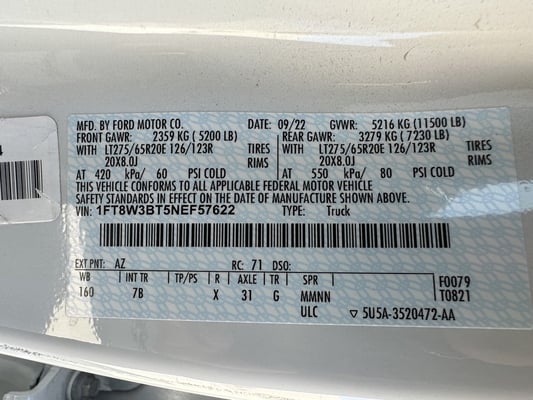 MFD. BY FORD MOTOR CO. DATE: 09/22 GVWR: 5216 KG (11500 LB)
FRONT GAWR: 2359 KG (5200 LB) REAR GAWR: 3279 KG (7230 LB)
WITH LT275/65R20E 126/123R TIRES WITH LT275/65R20E 126/123R TIRES
20X8.0J RIMS 20X8.0J RIMS
AT 420 kPa/ 60 PSI COLD AT 550 kPa/ 80 PSI COLD
THIS VEHICLE CONFORMS TO ALL APPLICABLE FEDERAL MOTOR VEHICLE
SAFETY STANDARDS IN EFFECT ON THE DATE OF MANUFACTURE SHOWN ABOVE.
VIN: 1FT8W3BT5NEF57622 TYPE: Truck
EXT PNT: AZ RC: 71 DSO:
WB INT TR TP/PS R AXLE TR SPR F0079
160 7B X 31 G MMNN T0821
ULC ▽ 5U5A-3520472-AA